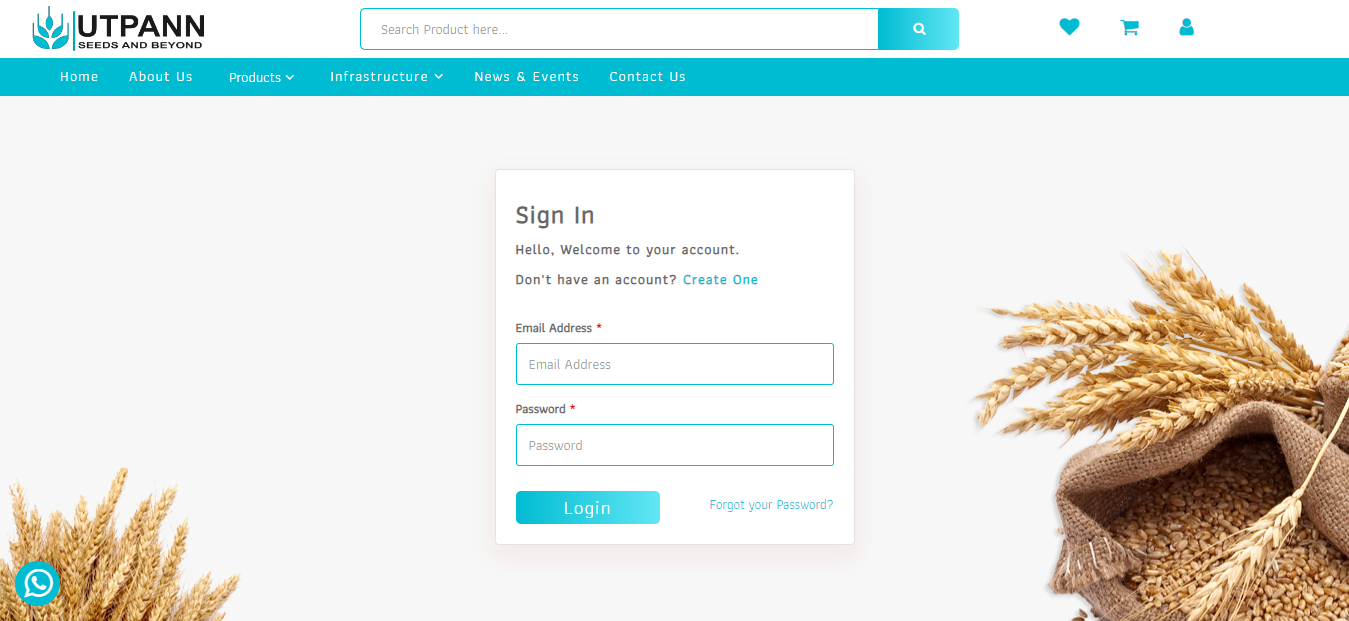 UTPANN
SEEDS AND BEYOND
Search Product here...
Home About Us Products Infrastructure News & Events Contact Us
Sign In
Hello, Welcome to your account.
Don't have an account? Create One
Email Address *
Email Address
Password *
Password
Login Forgot your Password?